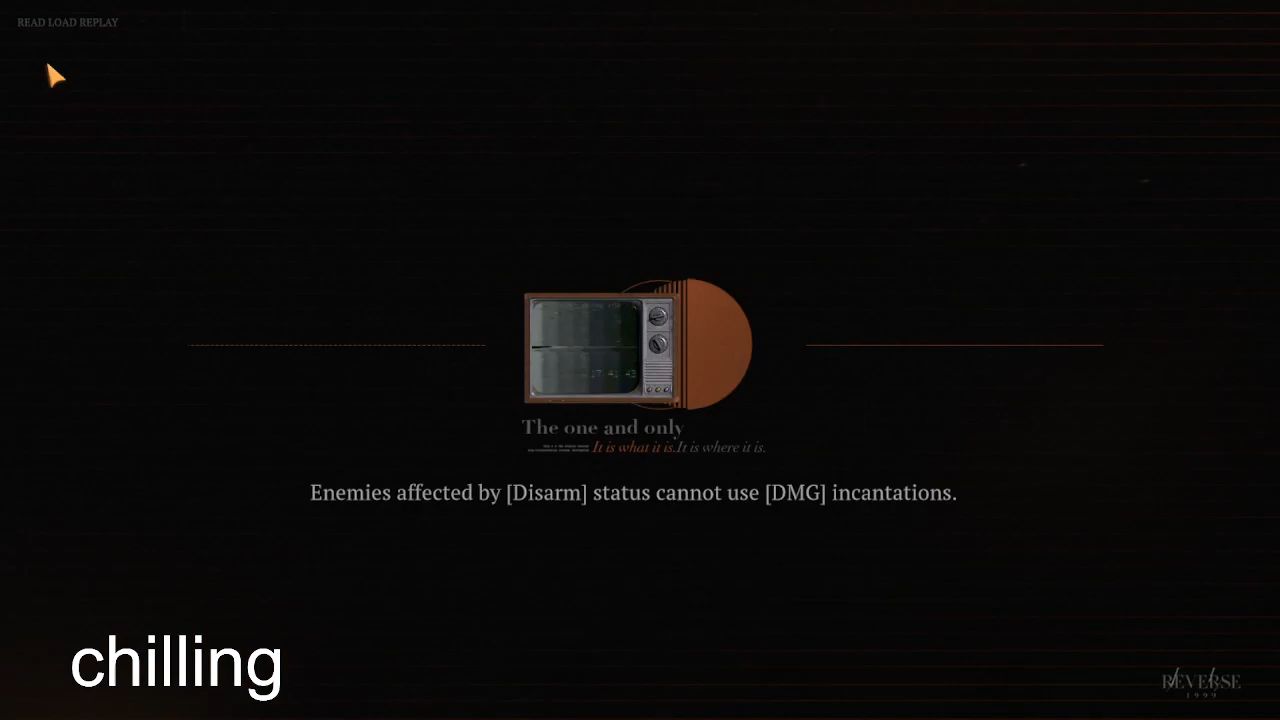 READ LOAD REPLAY
The one and only
It is what it is.It is where it is.
Enemies affected by [Disarm] status cannot use [DMG] incantations.
chilling
REVERSE
1999